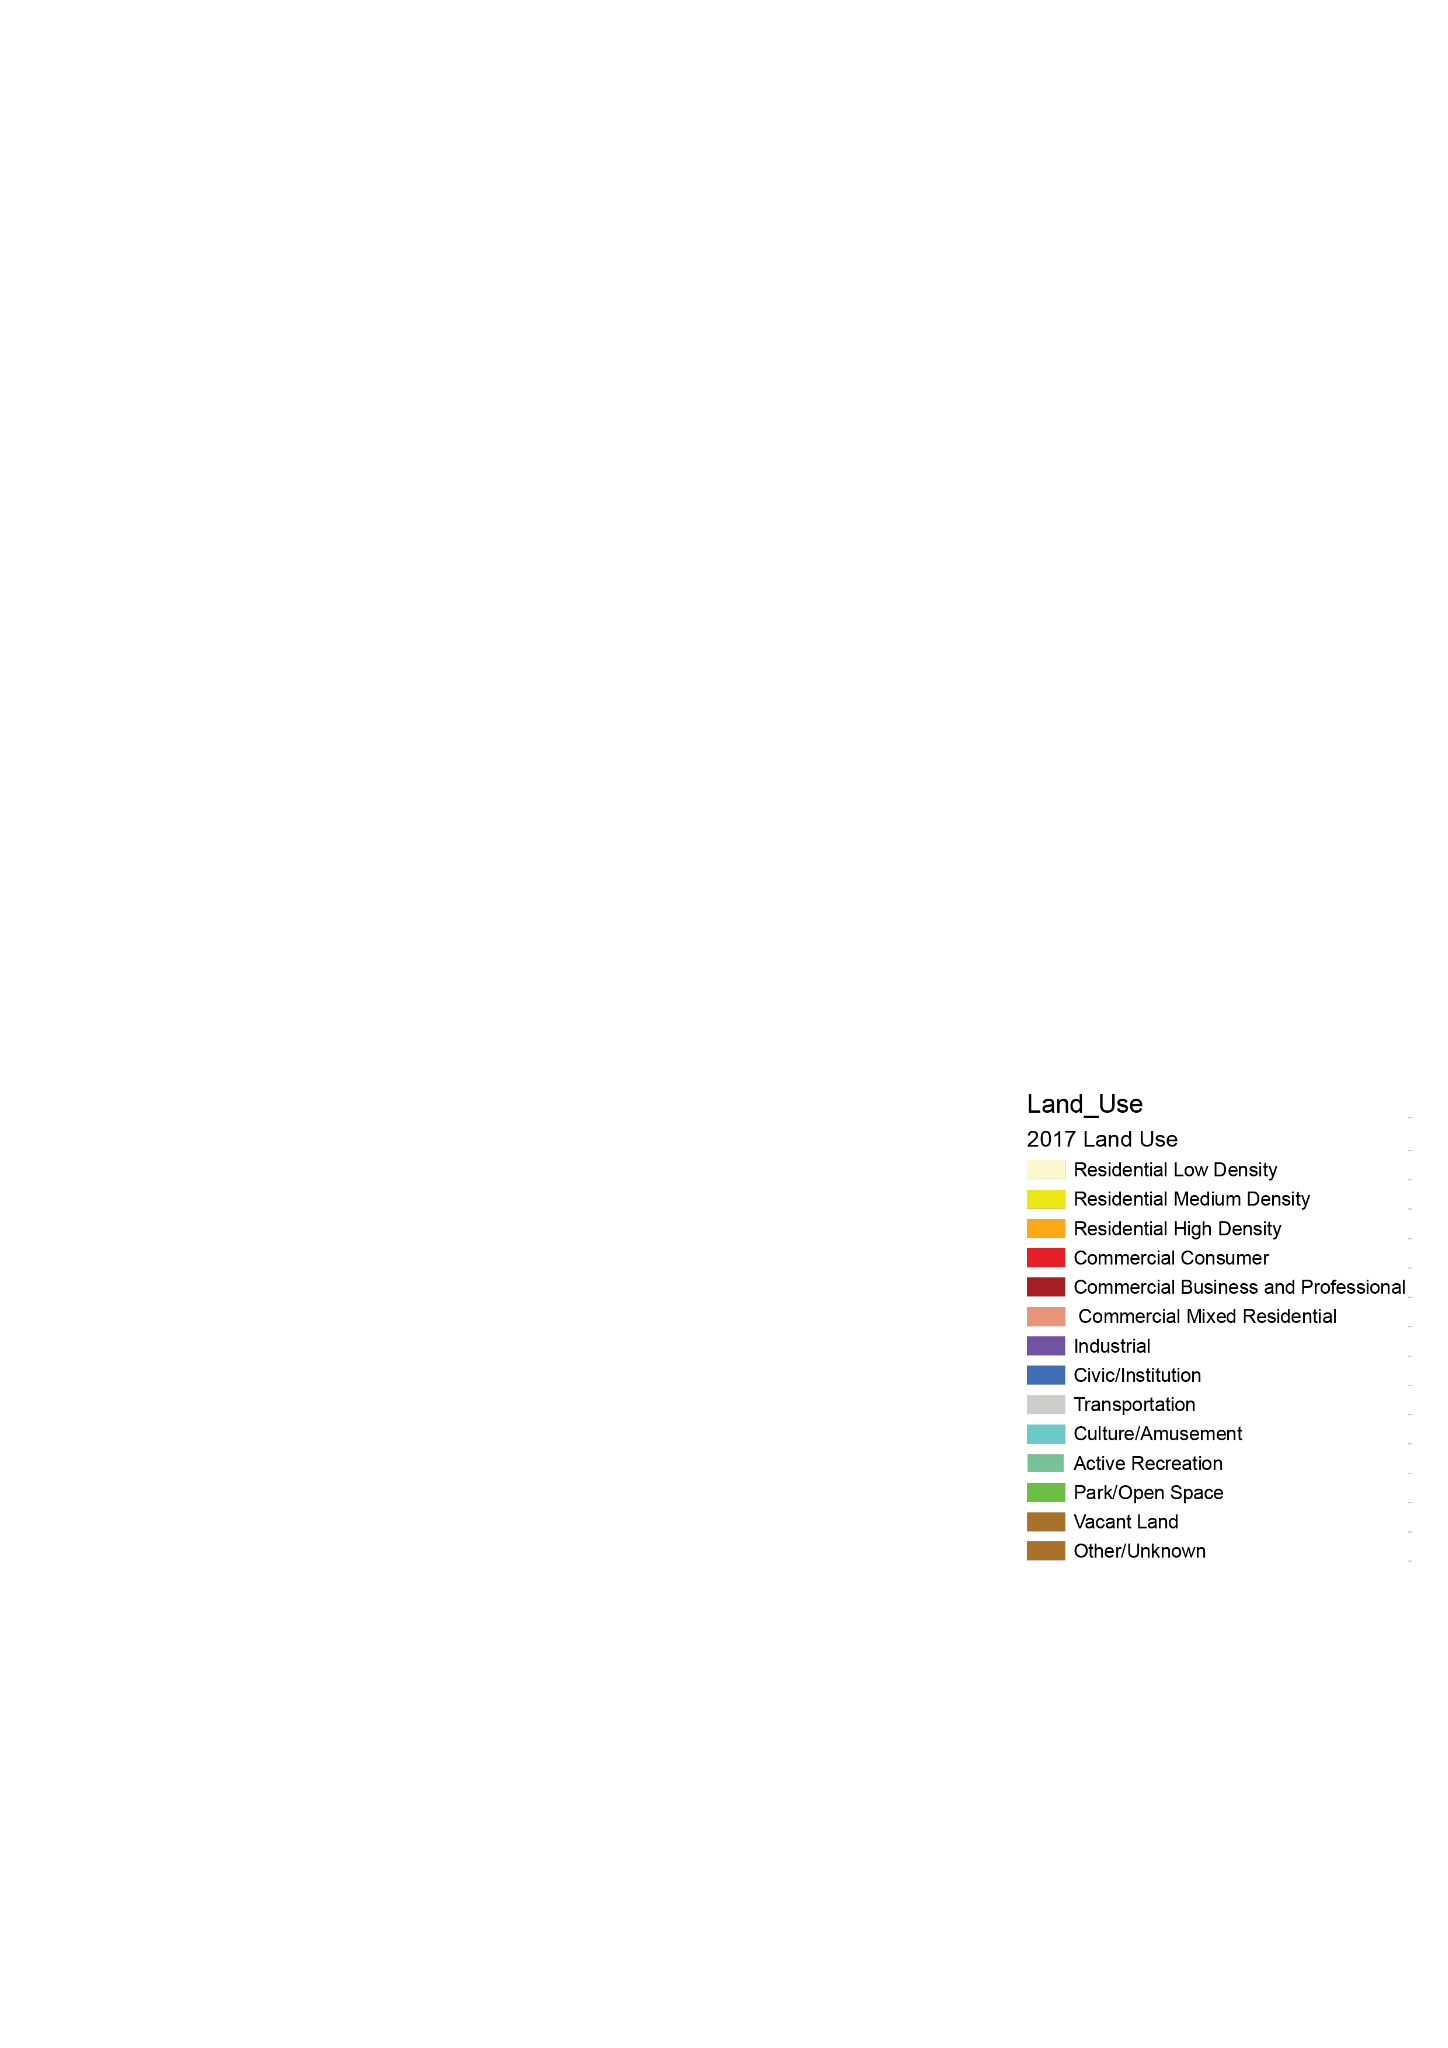 Land_Use
2017 Land Use
Residential Low Density
Residential Medium Density
Residential High Density
Commercial Consumer
Commercial Business and Professional
Commercial Mixed Residential
Industrial
Civic/Institution
Transportation
Culture/Amusement
Active Recreation
Park/Open Space
Vacant Land
Other/Unknown